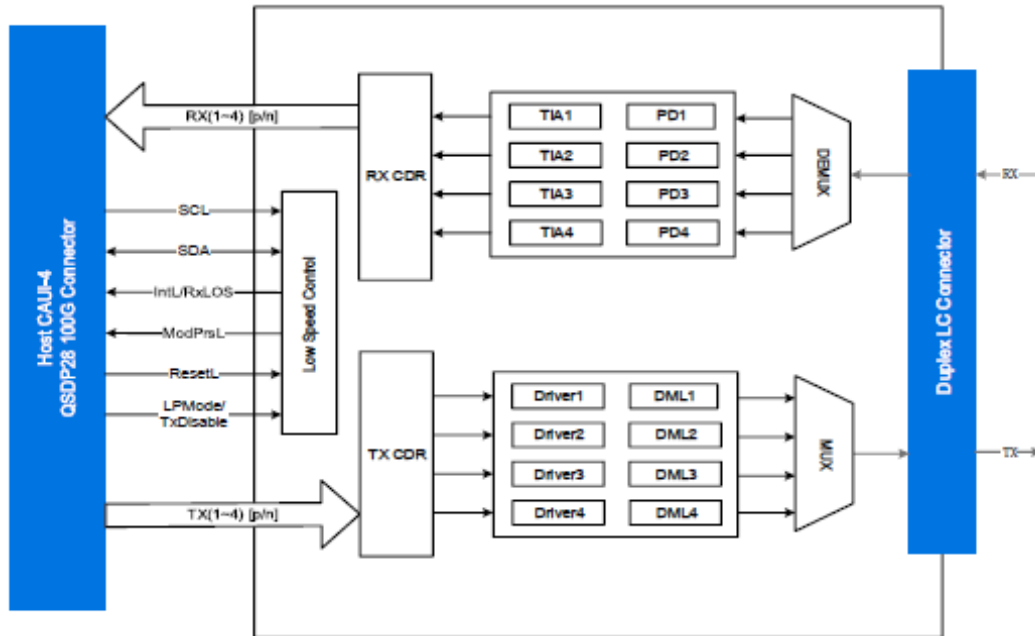 Host CAUI-4
QSDP28 100G Connector
RX(1~4) [p/n]
SCL
SDA
IntL/RxLOS
ModPrsL
ResetL
LPMode/
TxDisable
TX(1~4) [p/n]
Low Speed Control
RX CDR
TIA1
PD1
TIA2
PD2
TIA3
PD3
TIA4
PD4
DEMUX
TX CDR
Driver1
DML1
Driver2
DML2
Driver3
DML3
Driver4
DML4
MUX
Duplex LC Connector
RX
TX